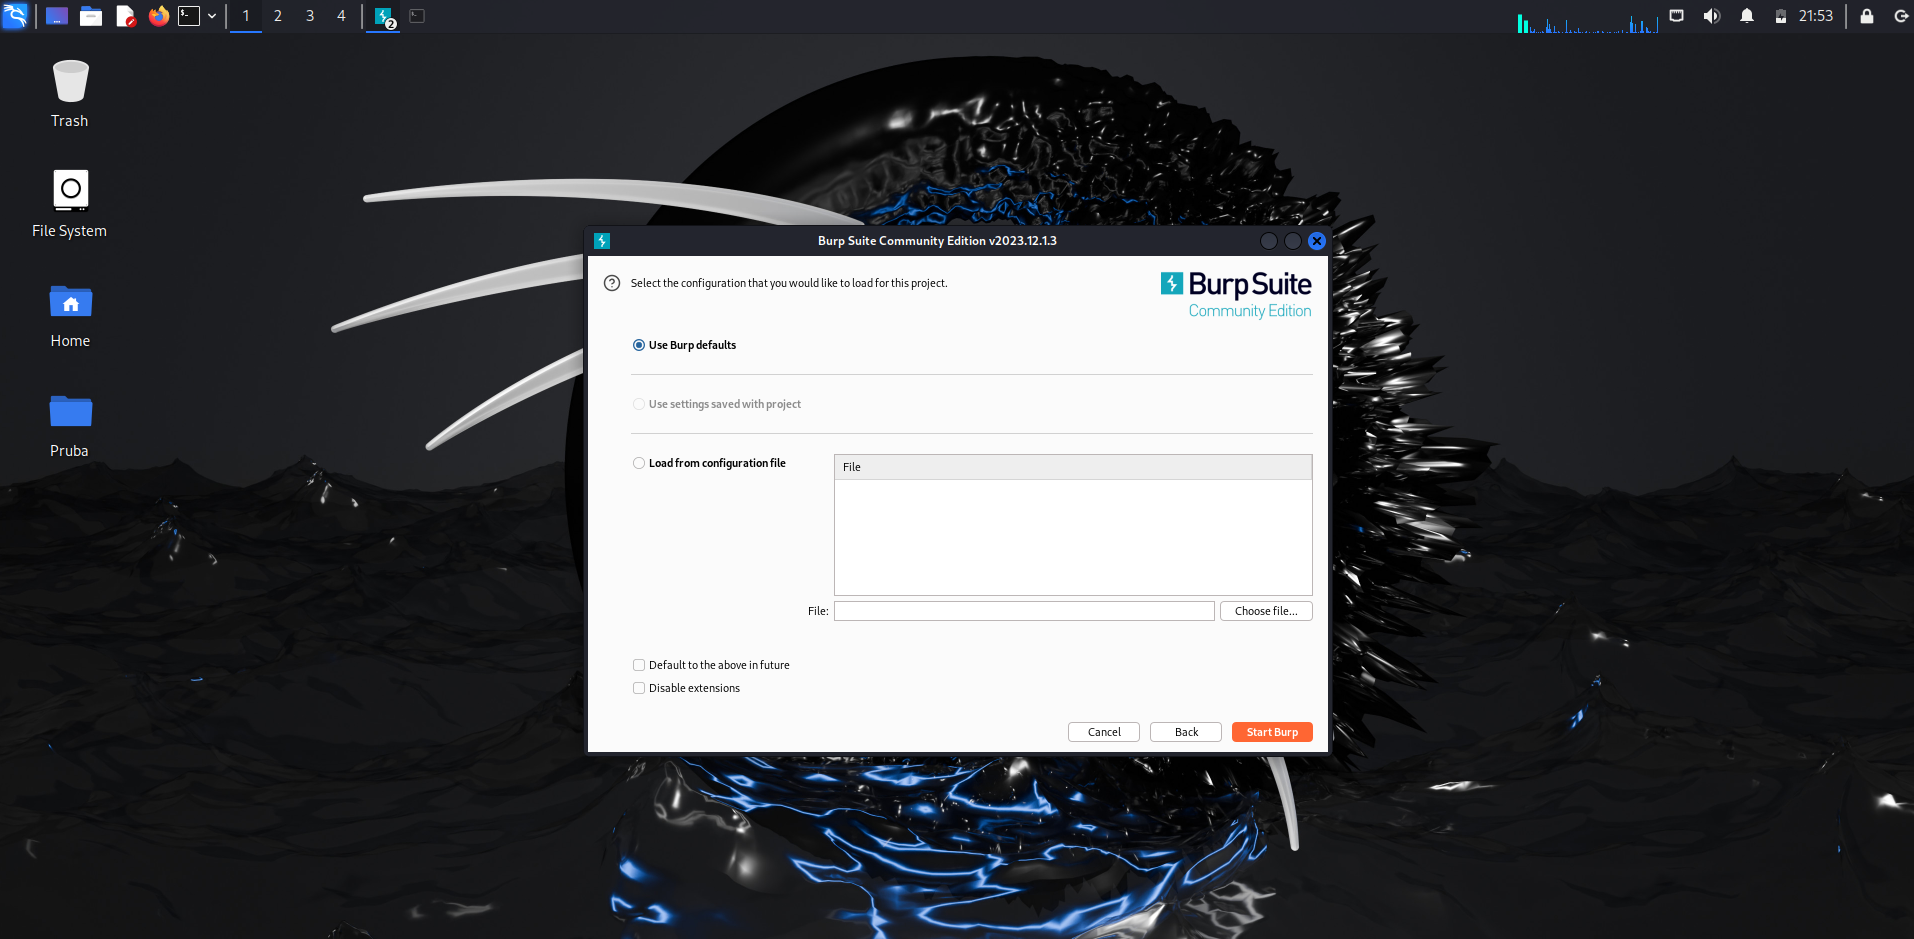 1 2 3 4 2 21:53
Trash
File System
Home
Pruba
Burp Suite Community Edition v2023.12.1.3
Select the configuration that you would like to load for this project.
Burp Suite
Community Edition
Use Burp defaults
Use settings saved with project
Load from configuration file
File
File:
Choose file...
Default to the above in future
Disable extensions
Cancel Back Start Burp